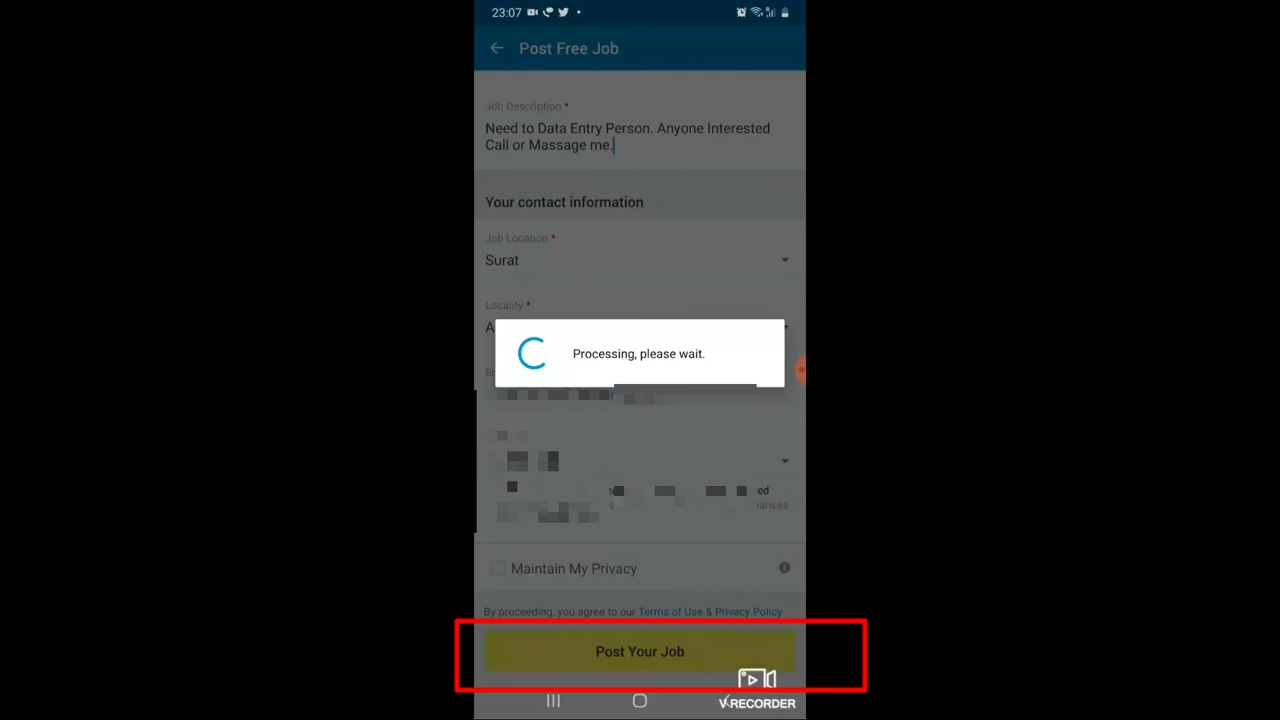 23:07
Post Free Job
Job Description *
Need to Data Entry Person. Anyone Interested
Call or Massage me.
Your contact information
Job Location *
Surat
Locality *
Processing, please wait.
Maintain My Privacy
By proceeding, you agree to our Terms of Use & Privacy Policy
Post Your Job
V.RECORDER